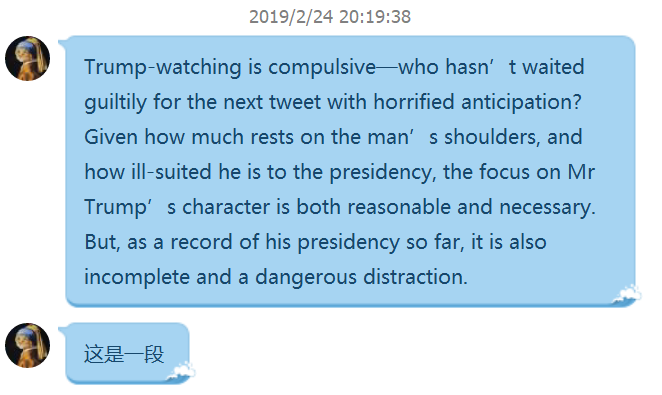 2019/2/24 20:19:38
Trump-watching is compulsive—who hasn’t waited
guiltily for the next tweet with horrified anticipation?
Given how much rests on the man’s shoulders, and
how ill-suited he is to the presidency, the focus on Mr
Trump’s character is both reasonable and necessary.
But, as a record of his presidency so far, it is also
incomplete and a dangerous distraction.
这是一段